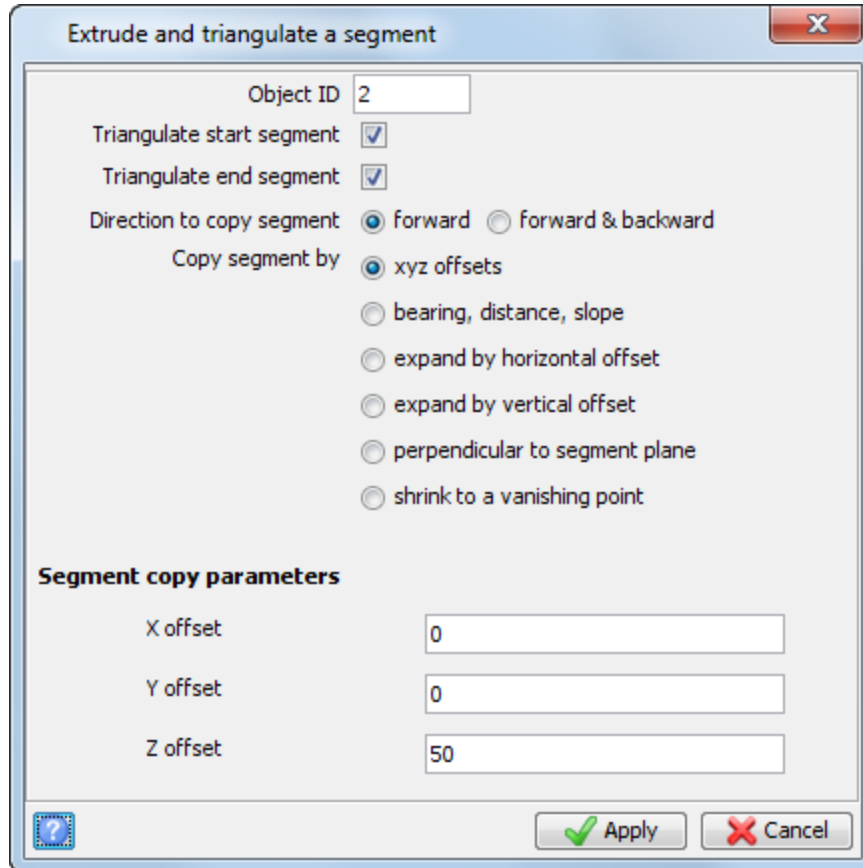 Extrude and triangulate a segment
Object ID 2
Triangulate start segment
Triangulate end segment
Direction to copy segment forward forward & backward
Copy segment by xyz offsets
bearing, distance, slope
expand by horizontal offset
expand by vertical offset
perpendicular to segment plane
shrink to a vanishing point
Segment copy parameters
X offset 0
Y offset 0
Z offset 50
? Apply Cancel